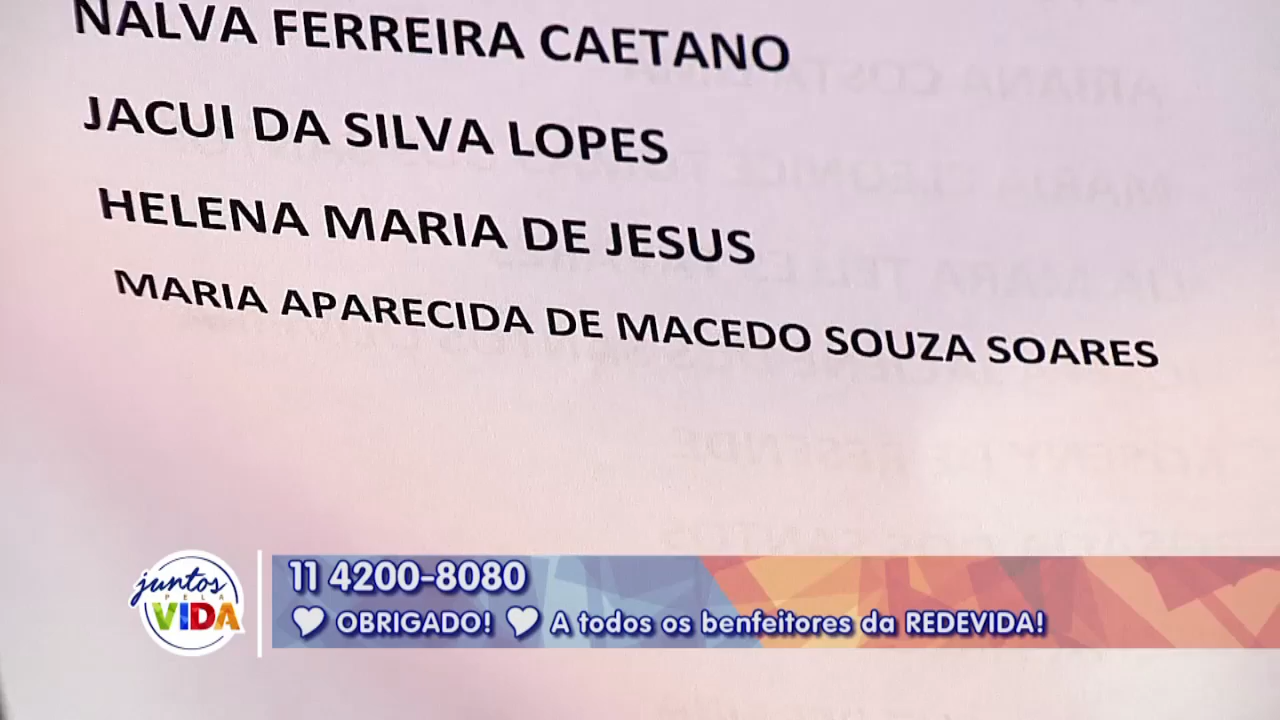 NALVA FERREIRA CAETANO
JACUI DA SILVA LOPES
HELENA MARIA DE JESUS
MARIA APARECIDA DE MACEDO SOUZA SOARES
juntos
PELA
VIDA
11 4200-8080
OBRIGADO! A todos os benfeitores da REDEVIDA!